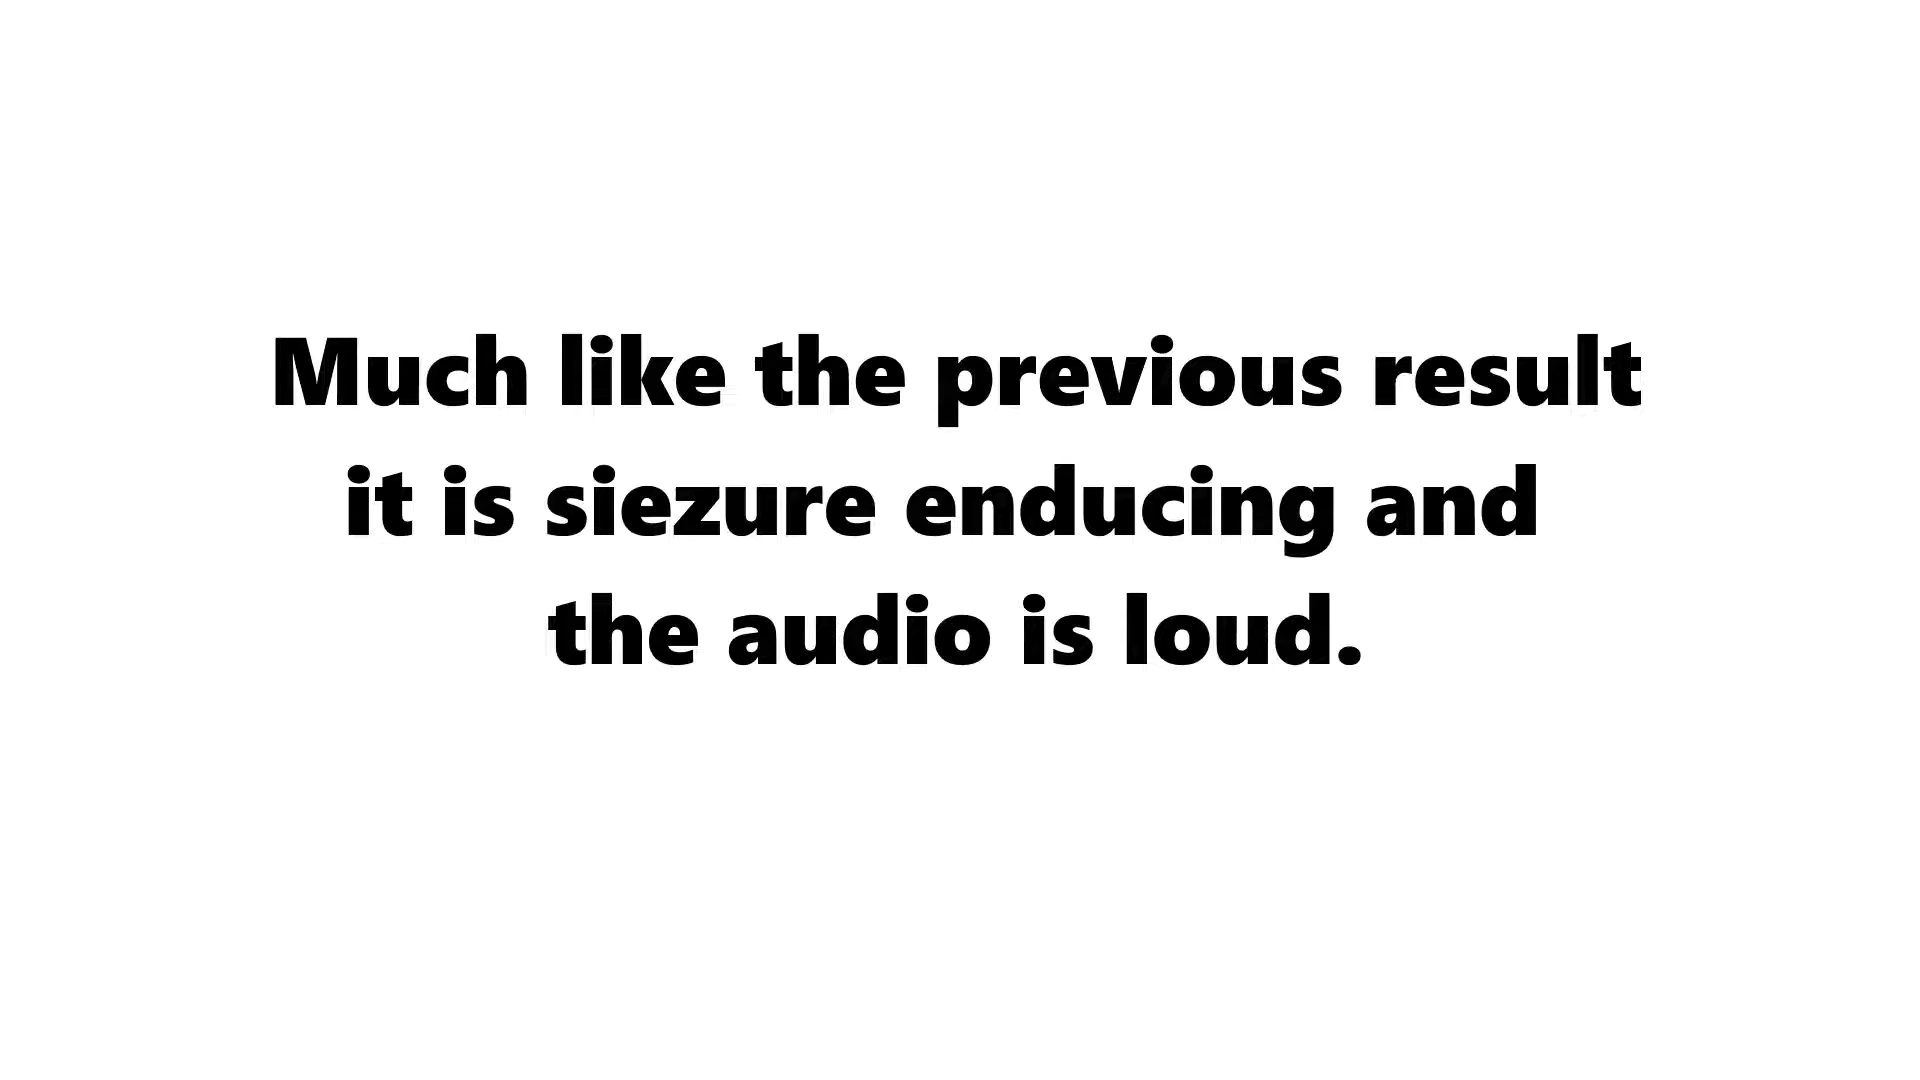 Much like the previous result
it is siezure enducing and
the audio is loud.